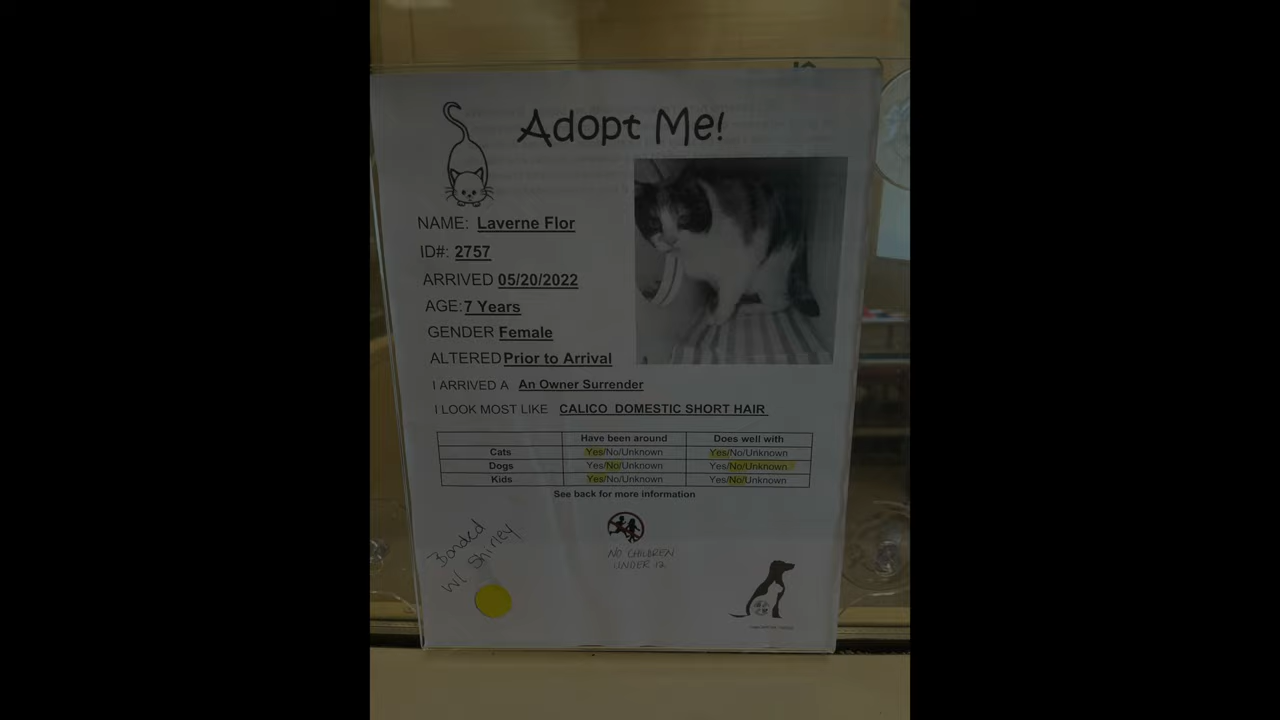 Adopt Me!
NAME: Laverne Flor
ID#: 2757
ARRIVED 05/20/2022
AGE: 7 Years
GENDER Female
ALTERED Prior to Arrival
I ARRIVED A An Owner Surrender
I LOOK MOST LIKE CALICO DOMESTIC SHORT HAIR
Have been around Does well with
Cats Yes/No/Unknown Yes/No/Unknown
Dogs Yes/No/Unknown Yes/No/Unknown
Kids Yes/No/Unknown Yes/No/Unknown
See back for more information
Bonded
w/ Shirley
NO CHILDREN
UNDER 12